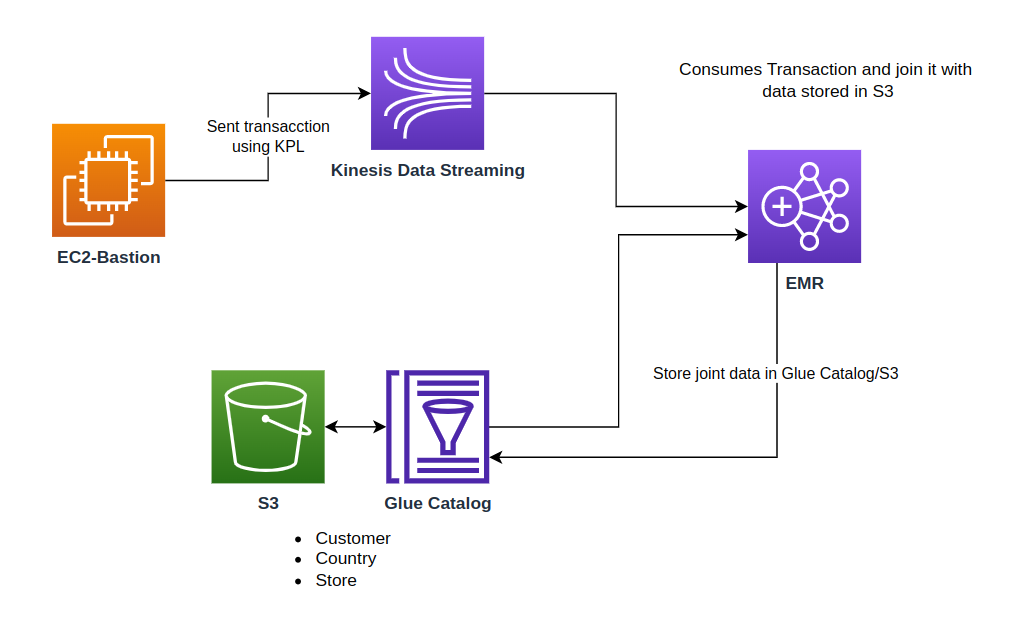 Consumes Transaction and join it with
data stored in S3
Sent transacction
using KPL
Kinesis Data Streaming
EC2-Bastion
EMR
Store joint data in Glue Catalog/S3
S3
Glue Catalog
Customer
Country
Store